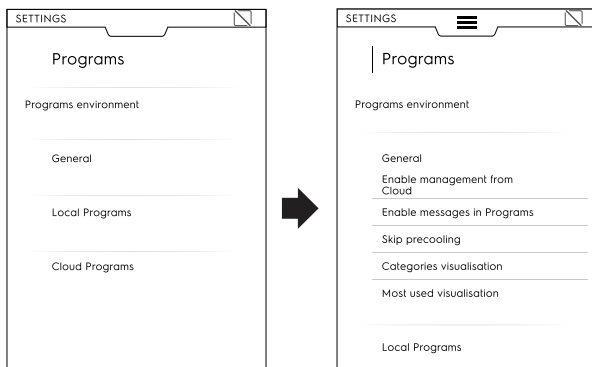 SETTINGS
Programs
Programs environment
General
Local Programs
Cloud Programs
SETTINGS
Programs
Programs environment
General
Enable management from
Cloud
Enable messages in Programs
Skip precooling
Categories visualisation
Most used visualisation
Local Programs